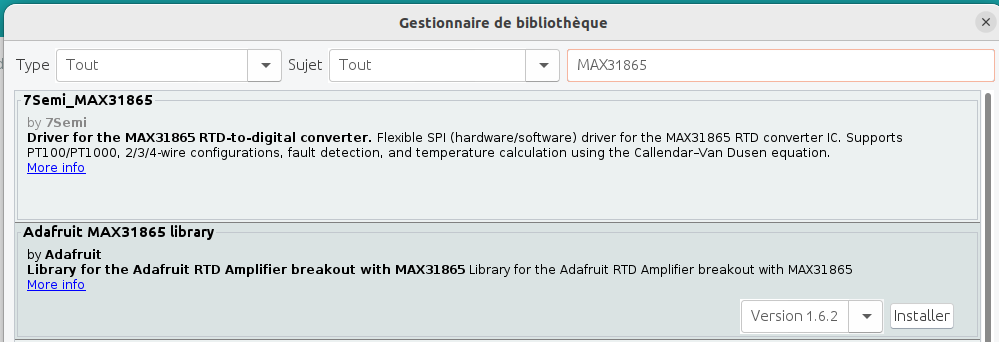 Gestionnaire de bibliothèque
Type Tout Sujet Tout MAX31865
7Semi_MAX31865
by 7Semi
Driver for the MAX31865 RTD-to-digital converter. Flexible SPI (hardware/software) driver for the MAX31865 RTD converter IC. Supports
PT100/PT1000, 2/3/4-wire configurations, fault detection, and temperature calculation using the Callendar–Van Dusen equation.
More info
Adafruit MAX31865 library
by Adafruit
Library for the Adafruit RTD Amplifier breakout with MAX31865 Library for the Adafruit RTD Amplifier breakout with MAX31865
More info
Version 1.6.2 Installer